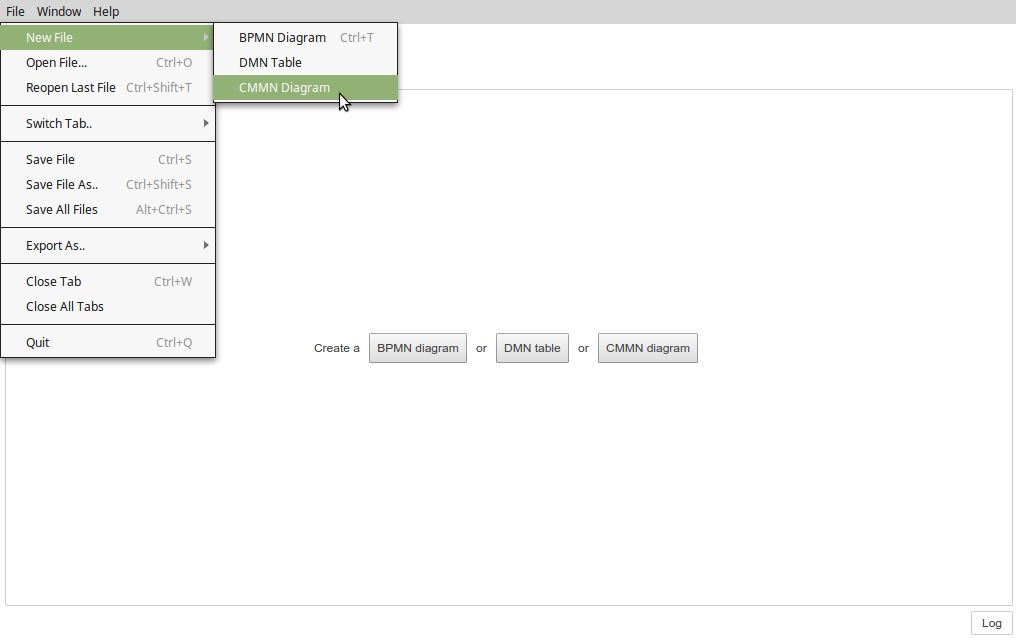 File Window Help
New File
BPMN Diagram Ctrl+T
DMN Table
CMMN Diagram
Open File... Ctrl+O
Reopen Last File Ctrl+Shift+T
Switch Tab..
Save File Ctrl+S
Save File As.. Ctrl+Shift+S
Save All Files Alt+Ctrl+S
Export As..
Close Tab Ctrl+W
Close All Tabs
Quit Ctrl+Q
Create a BPMN diagram or DMN table or CMMN diagram
Log